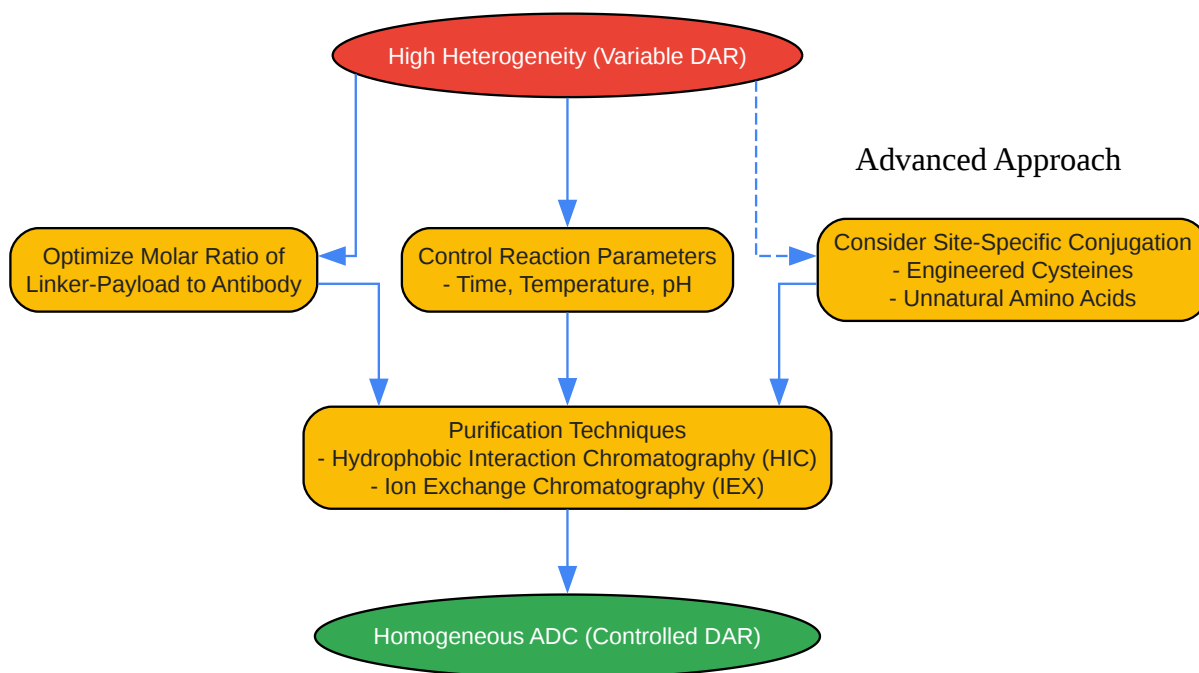 High Heterogeneity (Variable DAR)
Advanced Approach
Optimize Molar Ratio of
Linker-Payload to Antibody
Control Reaction Parameters
- Time, Temperature, pH
Consider Site-Specific Conjugation
- Engineered Cysteines
- Unnatural Amino Acids
Purification Techniques
- Hydrophobic Interaction Chromatography (HIC)
- Ion Exchange Chromatography (IEX)
Homogeneous ADC (Controlled DAR)